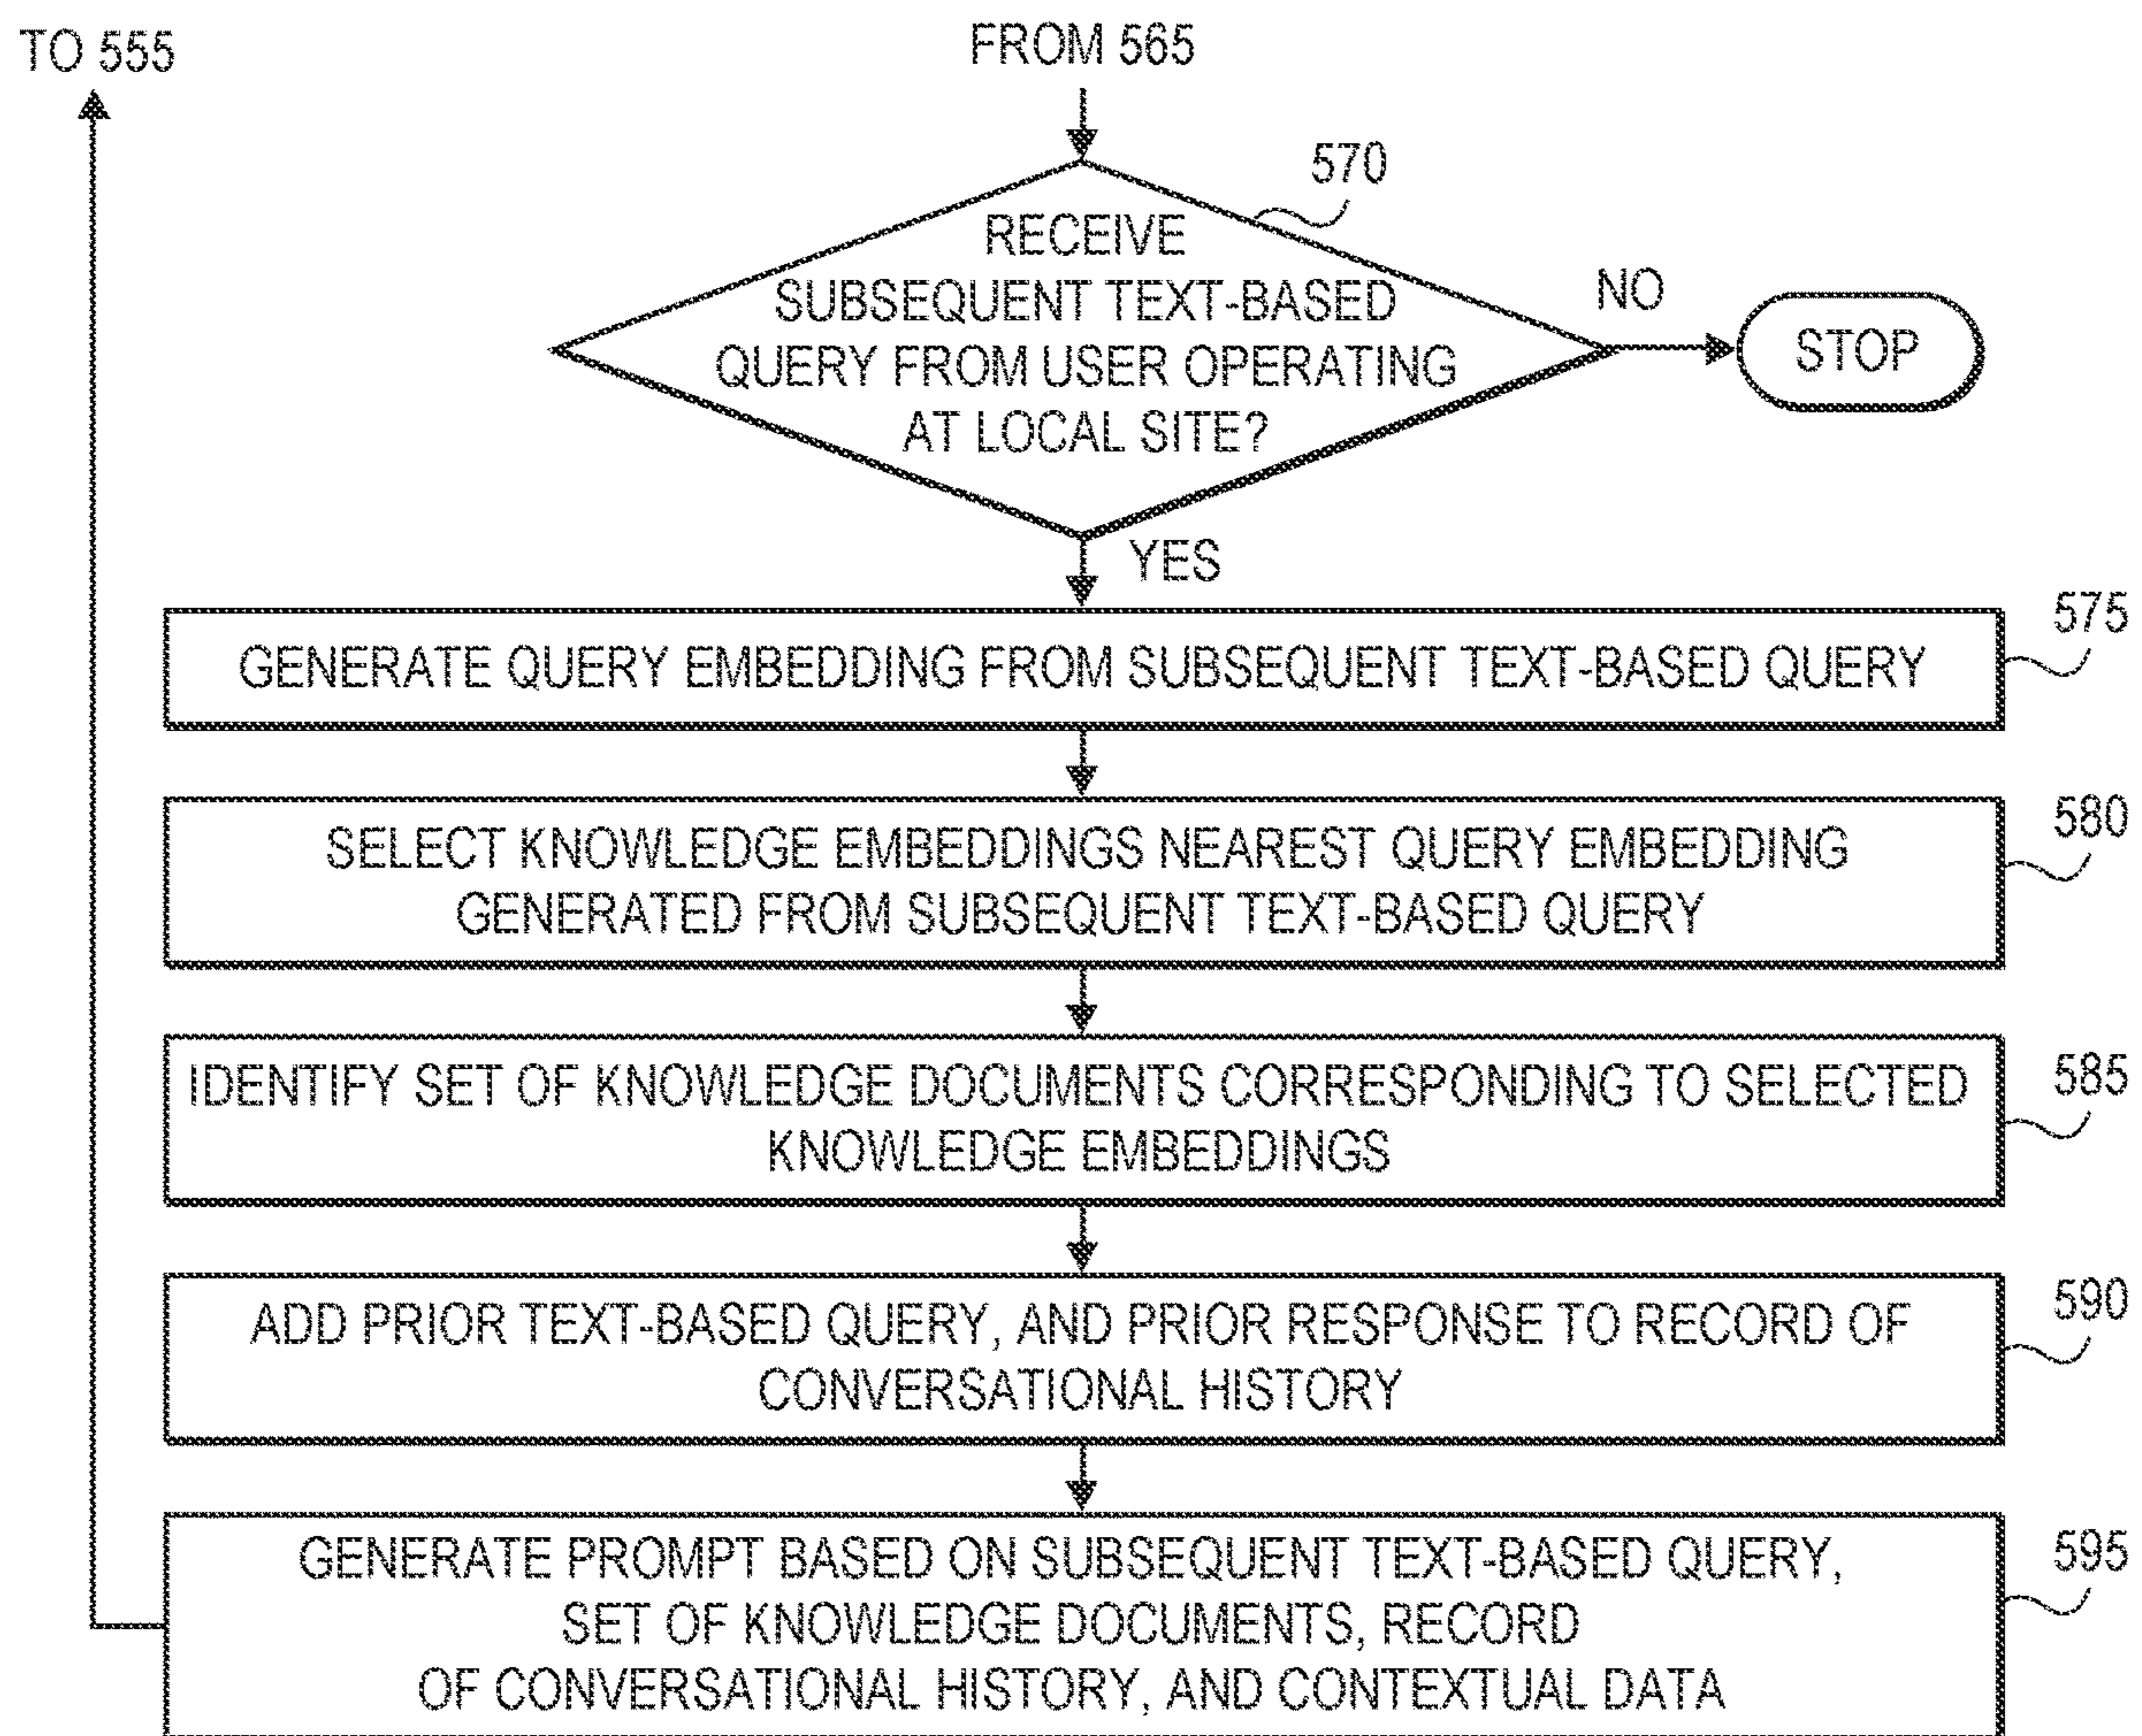 TO 555
FROM 565
570
RECEIVE
SUBSEQUENT TEXT-BASED
QUERY FROM USER OPERATING
AT LOCAL SITE?
NO
STOP
YES
575
GENERATE QUERY EMBEDDING FROM SUBSEQUENT TEXT-BASED QUERY
580
SELECT KNOWLEDGE EMBEDDINGS NEAREST QUERY EMBEDDING
GENERATED FROM SUBSEQUENT TEXT-BASED QUERY
585
IDENTIFY SET OF KNOWLEDGE DOCUMENTS CORRESPONDING TO SELECTED
KNOWLEDGE EMBEDDINGS
590
ADD PRIOR TEXT-BASED QUERY, AND PRIOR RESPONSE TO RECORD OF
CONVERSATIONAL HISTORY
595
GENERATE PROMPT BASED ON SUBSEQUENT TEXT-BASED QUERY,
SET OF KNOWLEDGE DOCUMENTS, RECORD
OF CONVERSATIONAL HISTORY, AND CONTEXTUAL DATA